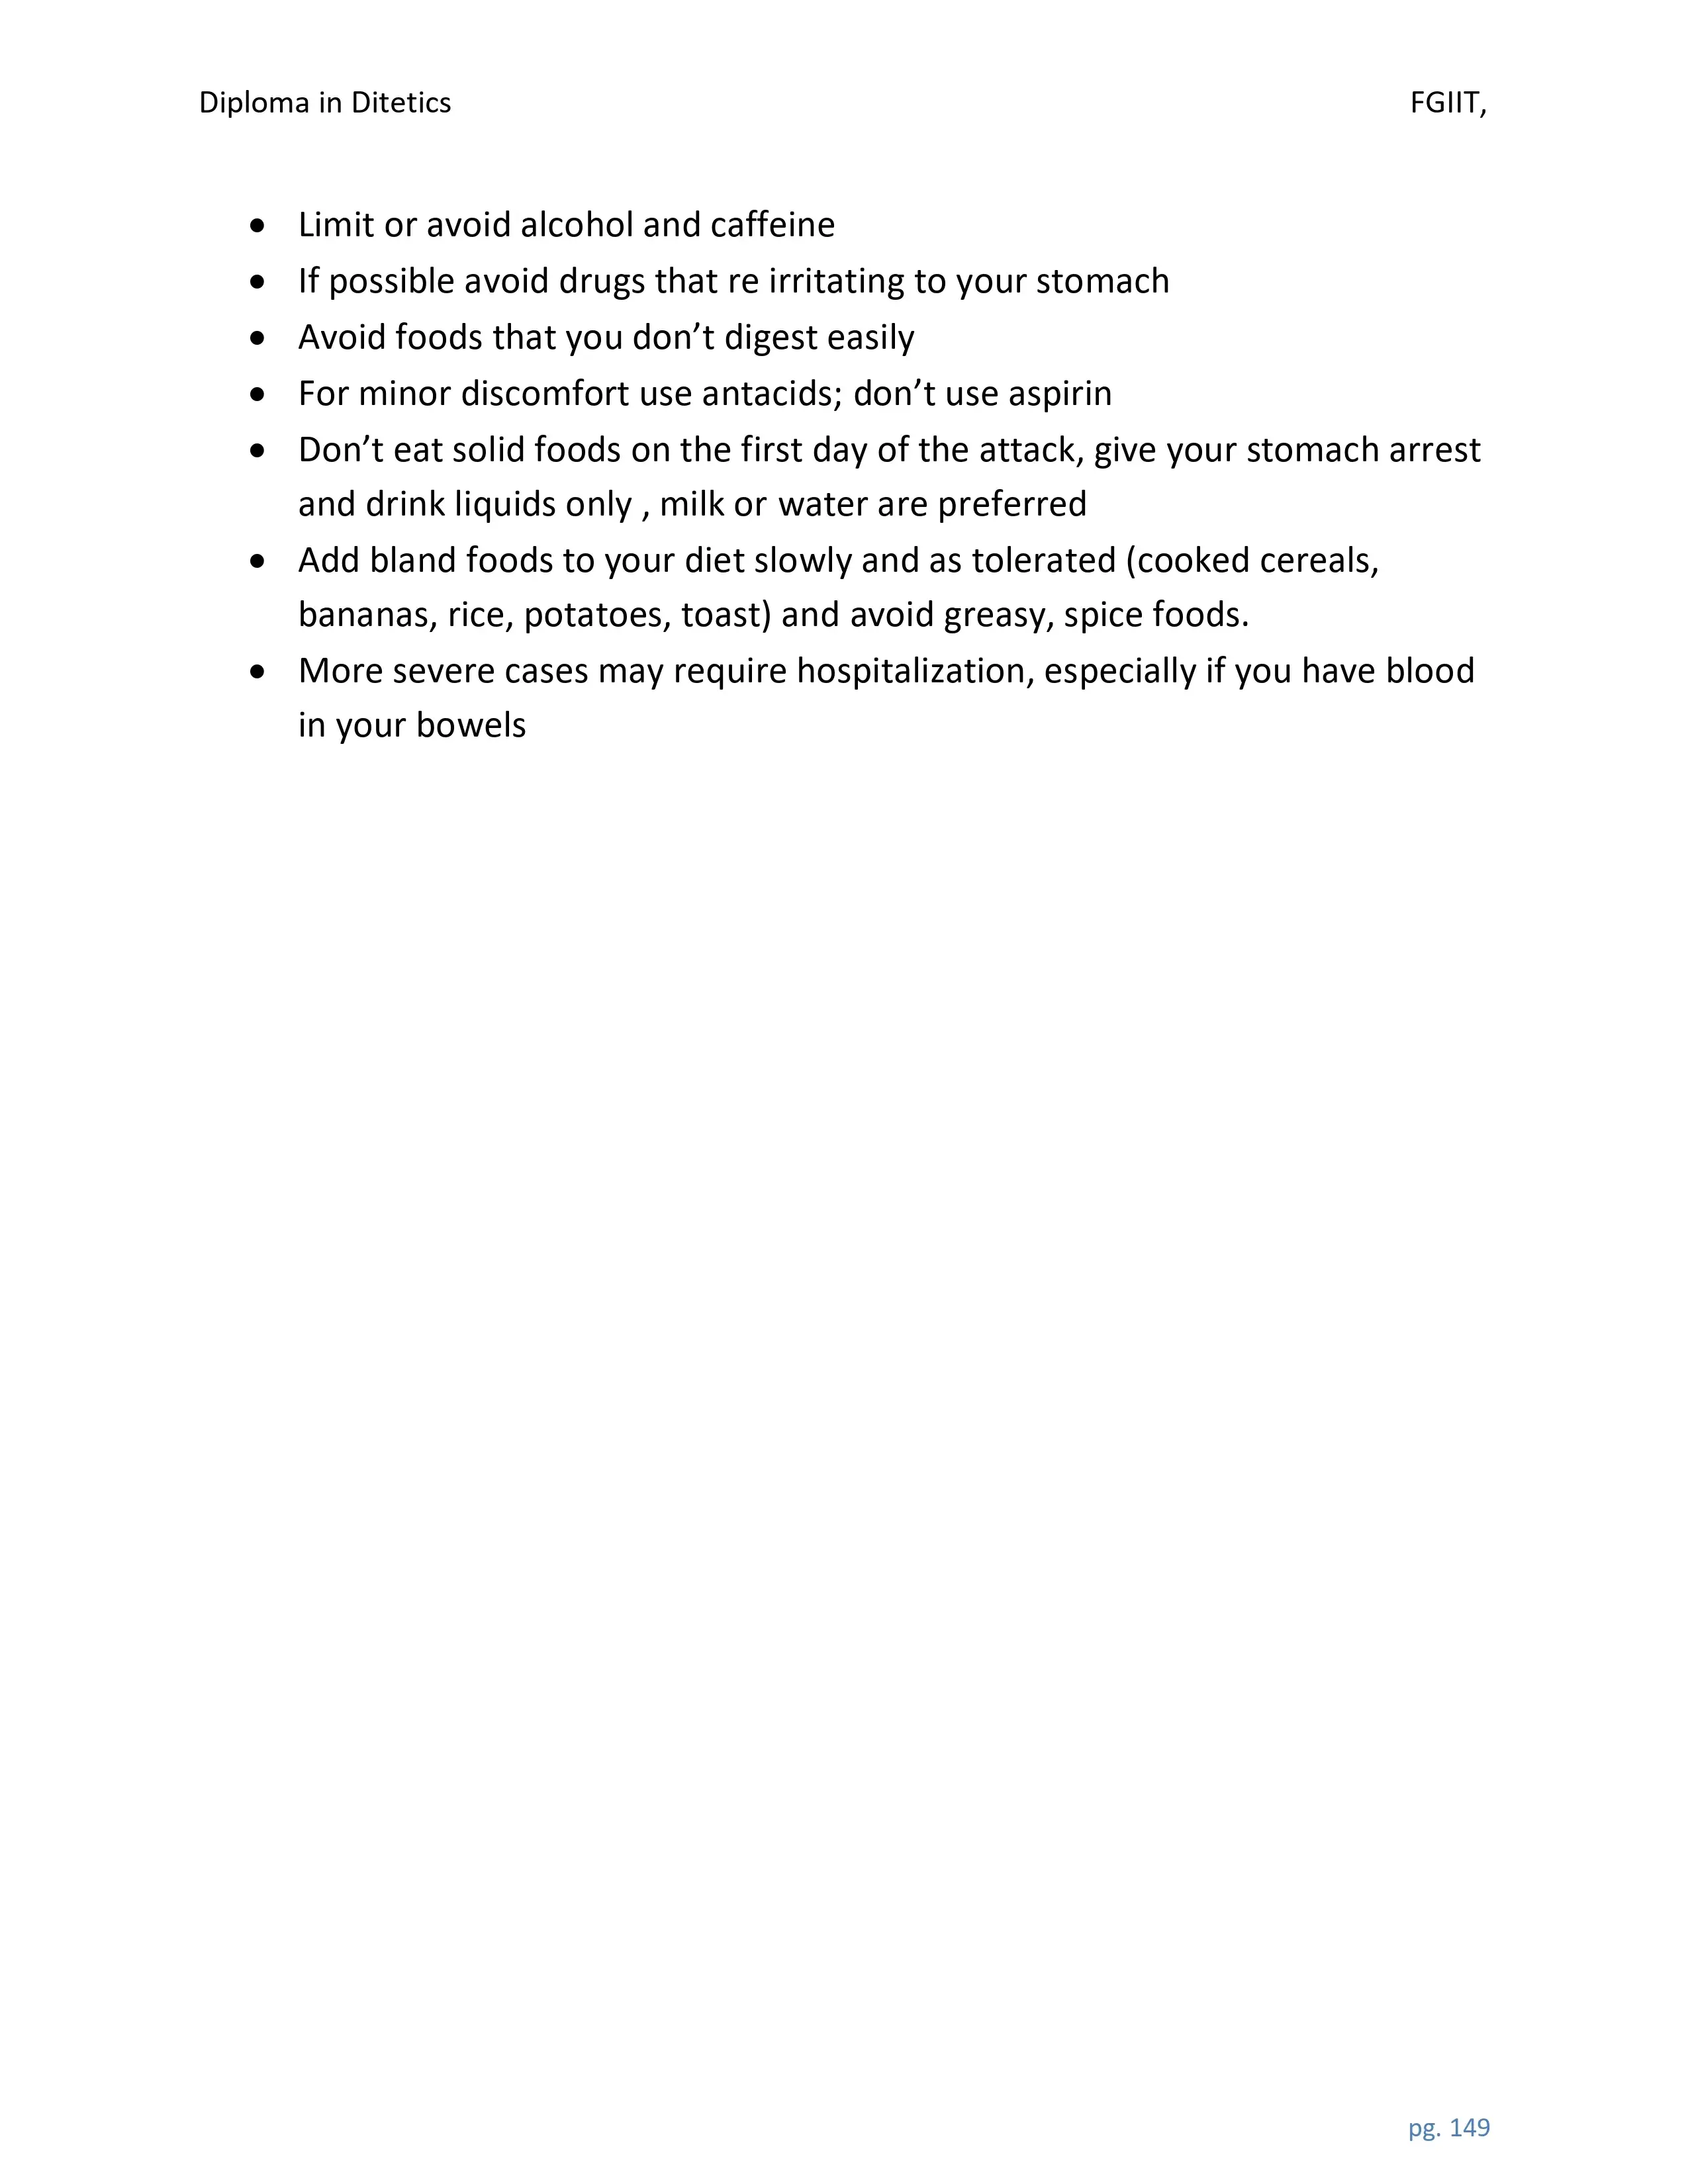 Diploma in Ditetics FGIIT,
• Limit or avoid alcohol and caffeine
• If possible avoid drugs that re irritating to your stomach
• Avoid foods that you don’t digest easily
• For minor discomfort use antacids; don’t use aspirin
• Don’t eat solid foods on the first day of the attack, give your stomach arrest
and drink liquids only , milk or water are preferred
• Add bland foods to your diet slowly and as tolerated (cooked cereals,
bananas, rice, potatoes, toast) and avoid greasy, spice foods.
• More severe cases may require hospitalization, especially if you have blood
in your bowels
pg. 149